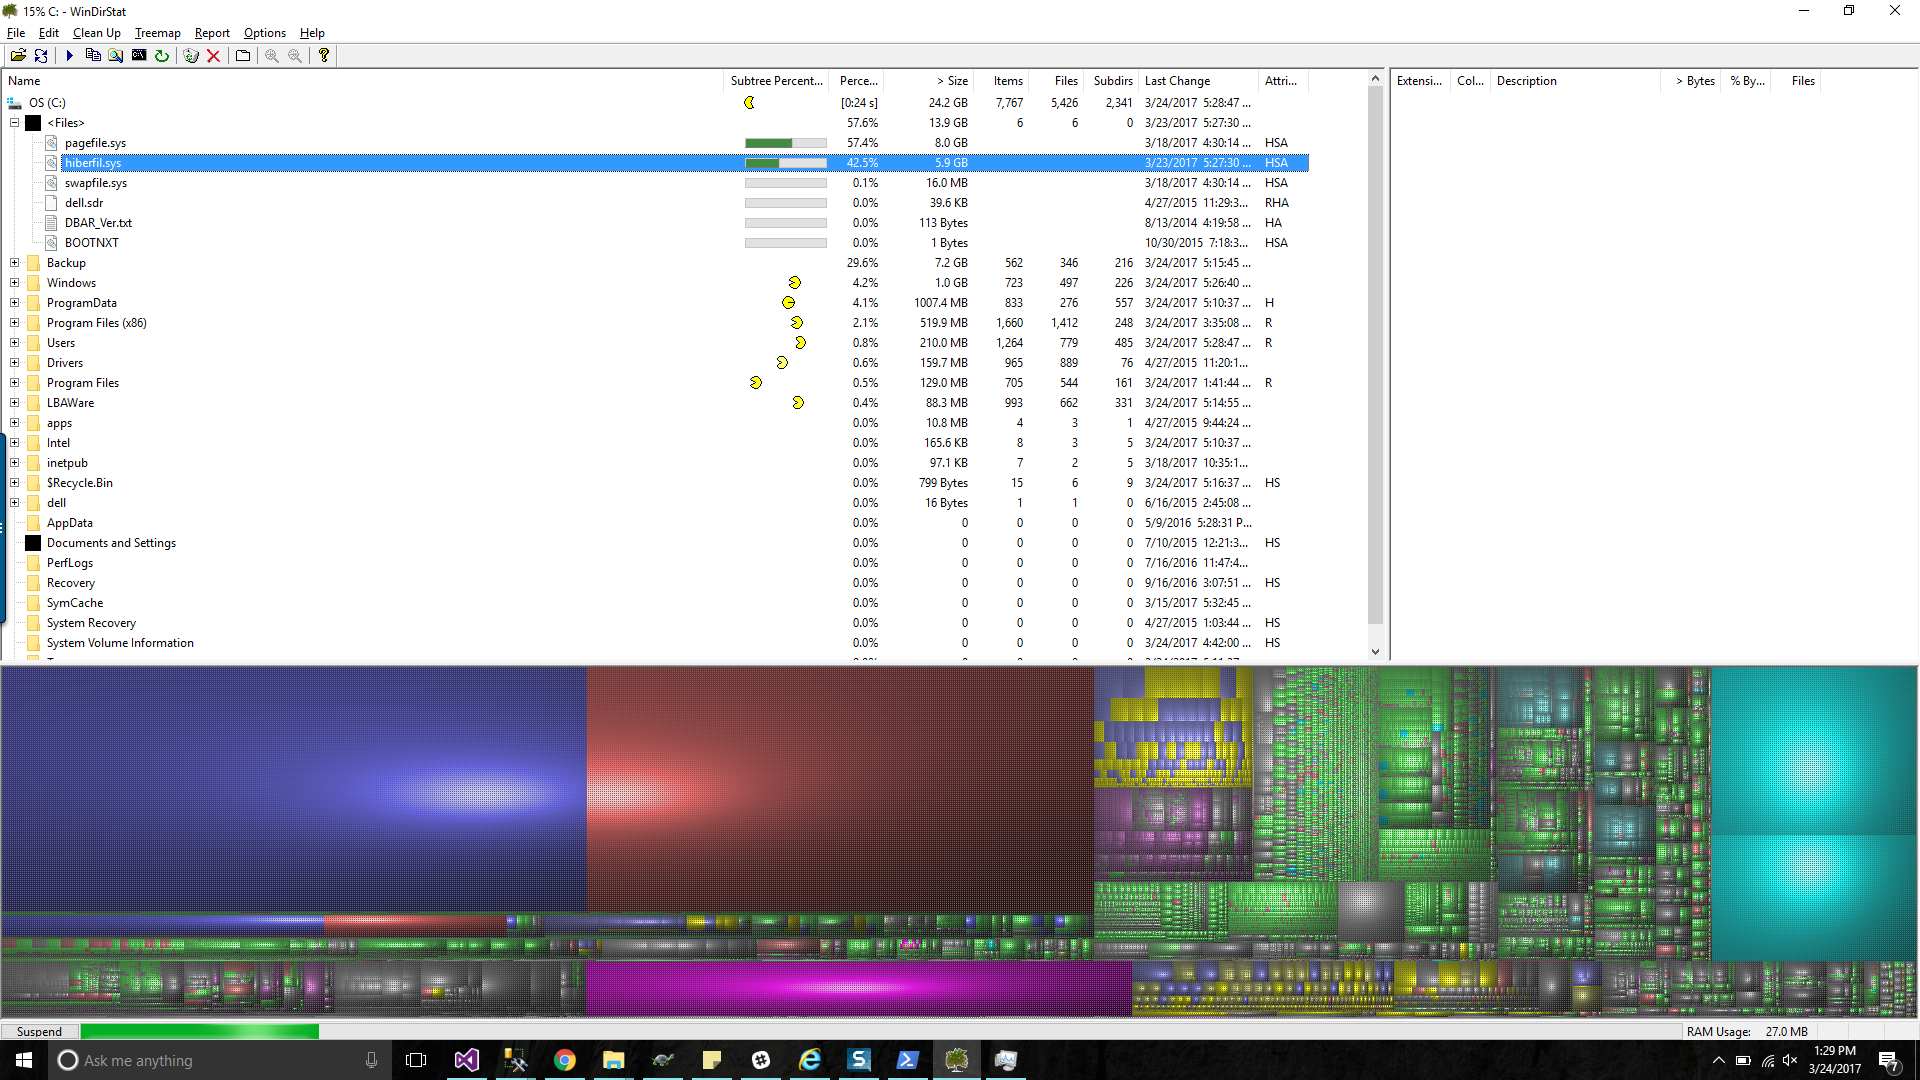 15% C: - WinDirStat
File Edit Clean Up Treemap Report Options Help
Name Subtree Percent... Perce... > Size Items Files Subdirs Last Change Attri...
OS (C:) [0:24 s] 24.2 GB 7,767 5,426 2,341 3/24/2017 5:28:47 ...
<Files> 57.6% 13.9 GB 6 6 0 3/23/2017 5:27:30 ...
pagefile.sys 57.4% 8.0 GB 3/18/2017 4:30:14 ... HSA
hiberfil.sys 42.5% 5.9 GB 3/23/2017 5:27:30 ... HSA
swapfile.sys 0.1% 16.0 MB 3/18/2017 4:30:14 ... HSA
dell.sdr 0.0% 39.6 KB 4/27/2015 11:29:3... RHA
DBAR_Ver.txt 0.0% 113 Bytes 8/13/2014 4:19:58 ... HA
BOOTNXT 0.0% 1 Bytes 10/30/2015 7:18:3... HSA
Backup 29.6% 7.2 GB 562 346 216 3/24/2017 5:15:45 ...
Windows 4.2% 1.0 GB 723 497 226 3/24/2017 5:26:40 ...
ProgramData 4.1% 1007.4 MB 833 276 557 3/24/2017 5:10:37 ... H
Program Files (x86) 2.1% 519.9 MB 1,660 1,412 248 3/24/2017 3:35:08 ... R
Users 0.8% 210.0 MB 1,264 779 485 3/24/2017 5:28:47 ... R
Drivers 0.6% 159.7 MB 965 889 76 4/27/2015 11:20:1...
Program Files 0.5% 129.0 MB 705 544 161 3/24/2017 1:41:44 ... R
LBAWare 0.4% 88.3 MB 993 662 331 3/24/2017 5:14:55 ...
apps 0.0% 10.8 MB 4 3 1 4/27/2015 9:44:24 ...
Intel 0.0% 165.6 KB 8 3 5 3/24/2017 5:10:37 ...
inetpub 0.0% 97.1 KB 7 2 5 3/18/2017 10:35:1...
$Recycle.Bin 0.0% 799 Bytes 15 6 9 3/24/2017 5:16:37 ... HS
dell 0.0% 16 Bytes 1 1 0 6/16/2015 2:45:08 ...
AppData 0.0% 0 0 0 0 5/9/2016 5:28:31 P...
Documents and Settings 0.0% 0 0 0 0 7/10/2015 12:21:3... HS
PerfLogs 0.0% 0 0 0 0 7/16/2016 11:47:4...
Recovery 0.0% 0 0 0 0 9/16/2016 3:07:51 ... HS
SymCache 0.0% 0 0 0 0 3/15/2017 5:32:45 ...
System Recovery 0.0% 0 0 0 0 4/27/2015 1:03:44 ... HS
System Volume Information 0.0% 0 0 0 0 3/24/2017 4:42:00 ... HS
Extensi... Col... Description > Bytes % By... Files
Suspend
RAM Usage: 27.0 MB
Ask me anything
1:29 PM
3/24/2017
7